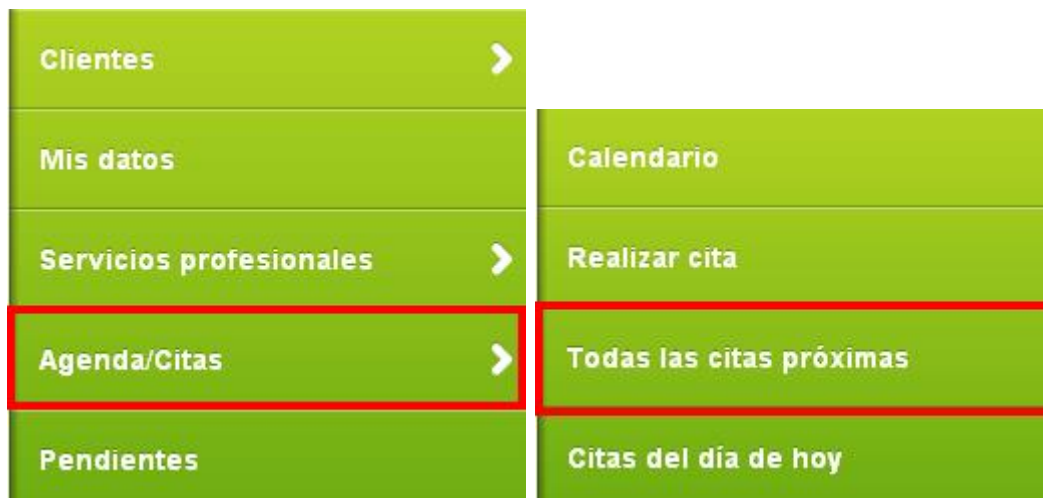 Clientes
Mis datos
Servicios profesionales
Agenda/Citas
Pendientes
Calendario
Realizar cita
Todas las citas próximas
Citas del día de hoy